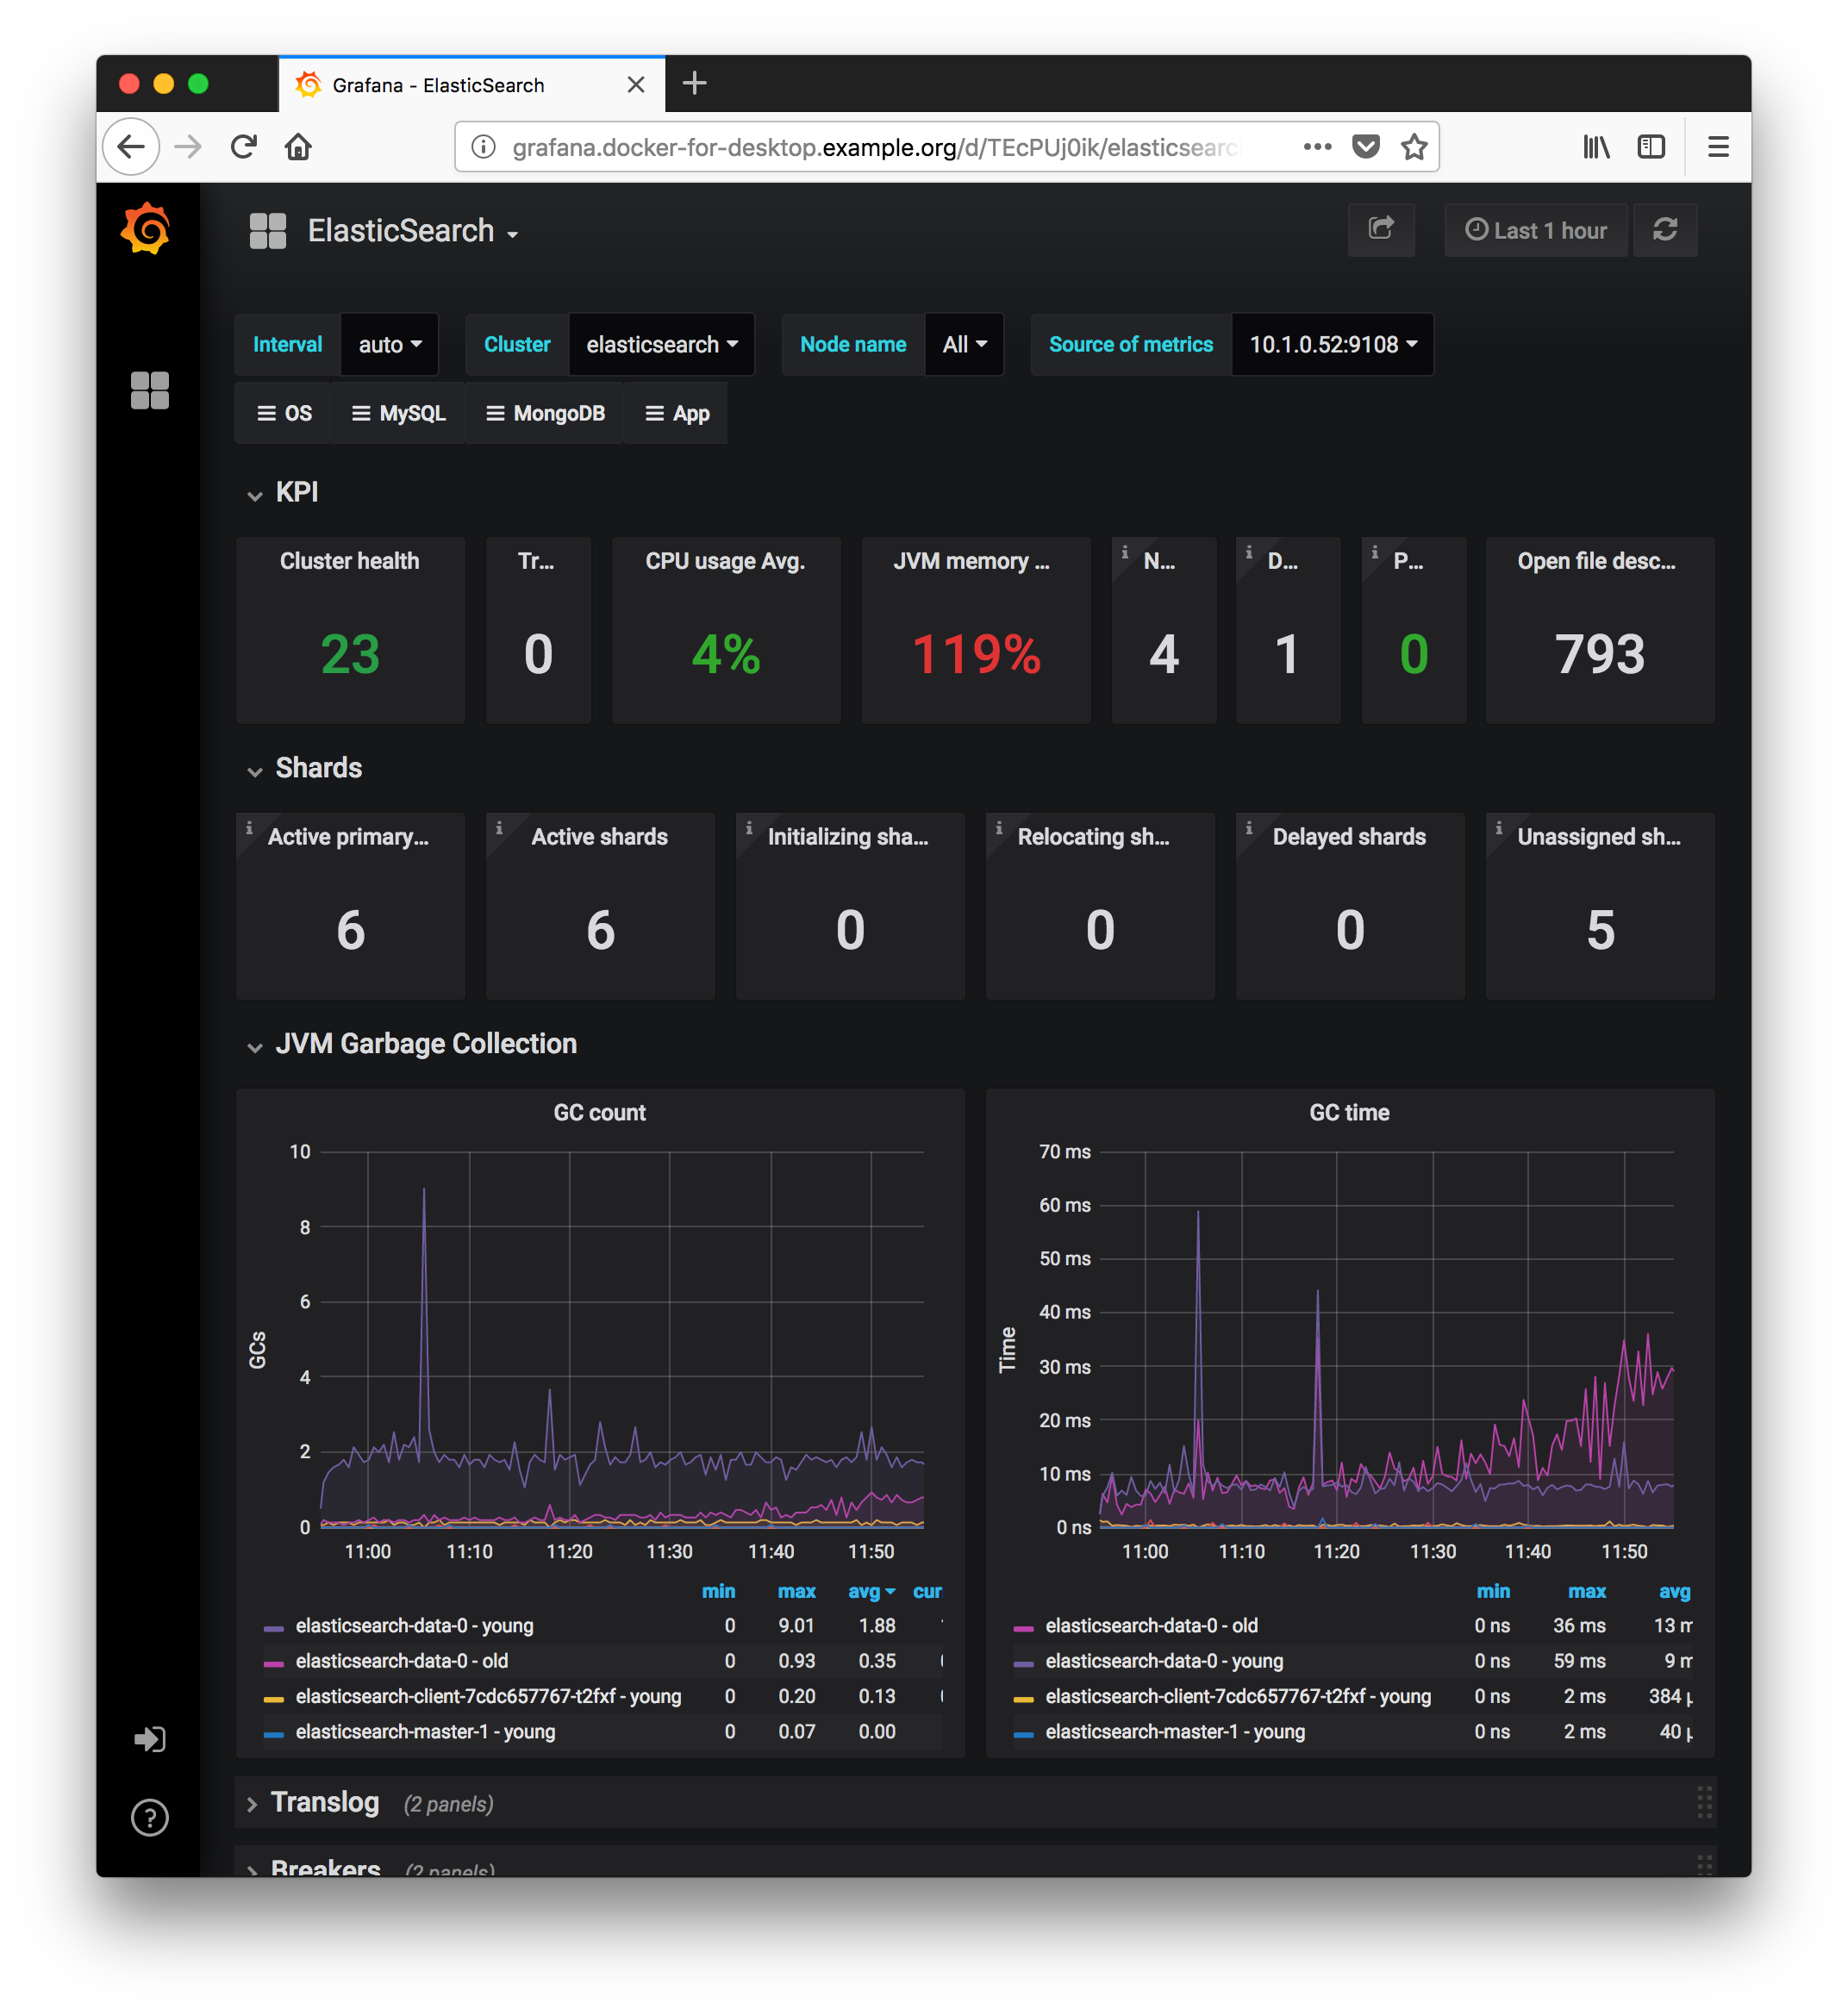 Grafana - ElasticSearch
grafana.docker-for-desktop.example.org/d/TEcPUj0ik/elasticsearc
ElasticSearch
Last 1 hour
Interval auto Cluster elasticsearch Node name All Source of metrics 10.1.0.52:9108
OS MySQL MongoDB App
KPI
Cluster health Tr... CPU usage Avg. JVM memory ... N... D... P... Open file desc...
23 0 4% 119% 4 1 0 793
Shards
Active primary... Active shards Initializing sha... Relocating sh... Delayed shards Unassigned sh...
6 6 0 0 0 5
JVM Garbage Collection
GC count
10
8
6
4
2
0
GCs
11:00 11:10 11:20 11:30 11:40 11:50
min max avg cur
elasticsearch-data-0 - young 0 9.01 1.88
elasticsearch-data-0 - old 0 0.93 0.35
elasticsearch-client-7cdc657767-t2fxf - young 0 0.20 0.13
elasticsearch-master-1 - young 0 0.07 0.00
GC time
70 ms
60 ms
50 ms
40 ms
30 ms
20 ms
10 ms
0 ns
Time
11:00 11:10 11:20 11:30 11:40 11:50
min max avg
elasticsearch-data-0 - old 0 ns 36 ms 13 m
elasticsearch-data-0 - young 0 ns 59 ms 9 m
elasticsearch-client-7cdc657767-t2fxf - young 0 ns 2 ms 384 µ
elasticsearch-master-1 - young 0 ns 2 ms 40 µ
Translog (2 panels)
Breakers (2 panels)